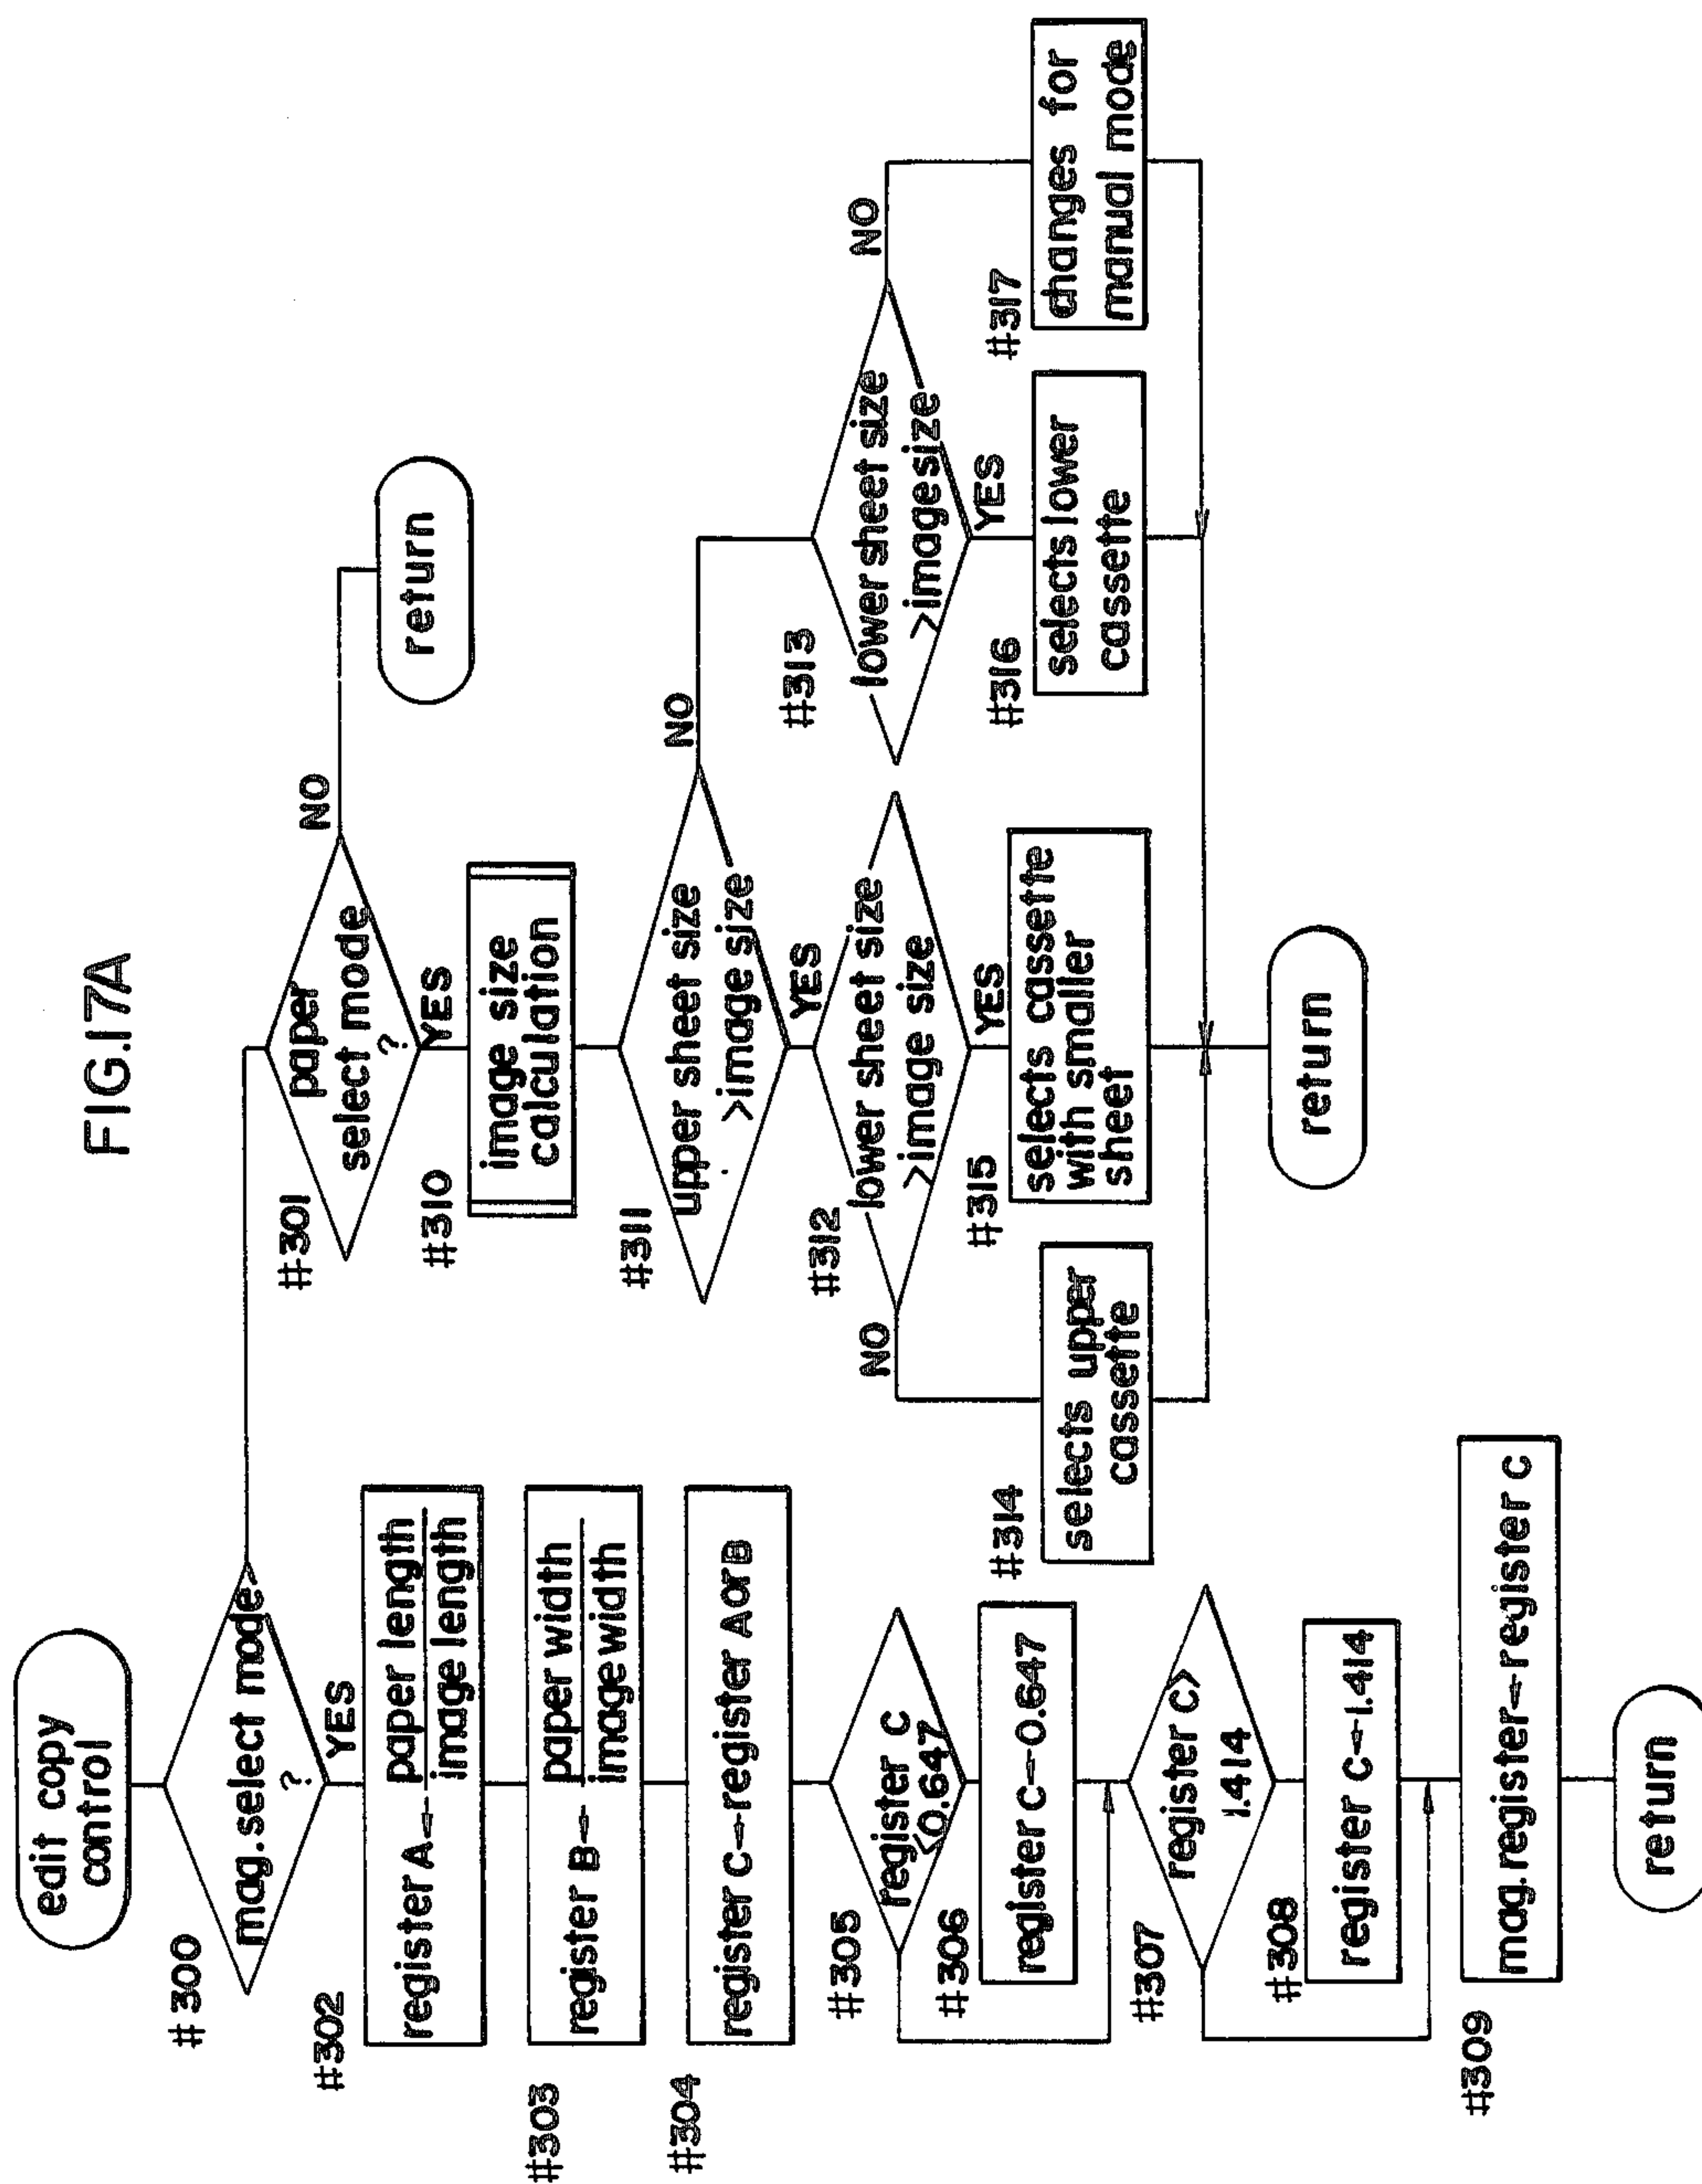 FIG.17A
edit copy
control
#300
mag.select mode
?
YES
#302
register A← paper length
image length
#303
register B← paper width
image width
#304
register C←register A or B
#305
register C
<0.647
#306
register C←0.647
#307
register C>
1.414
#308
register C←1.414
#309
mag.register←register C
return
#301
paper
select mode
?
NO
return
YES
#310
image size
calculation
#311
upper sheet size
>image size
NO
YES
#312
lower sheet size
>image size
NO
YES
#314
selects upper
cassette
#315
selects cassette
with smaller
sheet
#313
lower sheet size
>image size
NO
YES
#316
selects lower
cassette
#317
changes for
manual mode
return